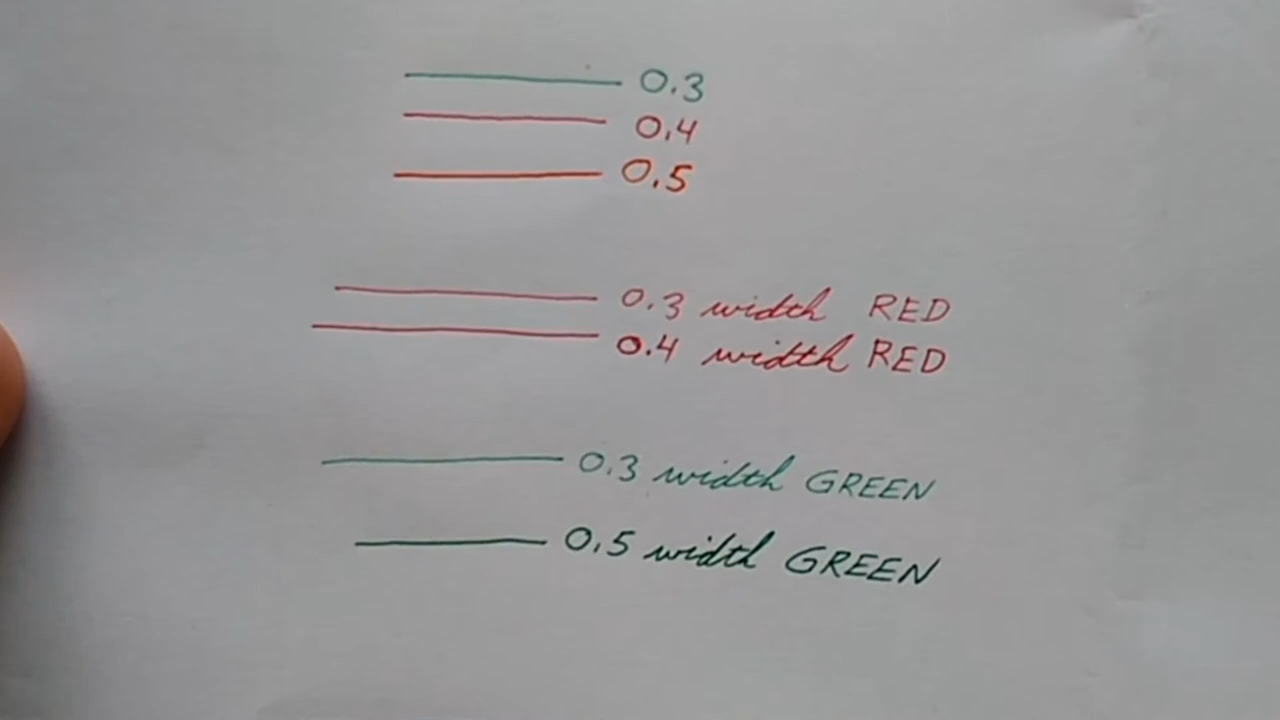 0.3
0.4
0.5
0.3 width RED
0.4 width RED
0.3 width GREEN
0.5 width GREEN